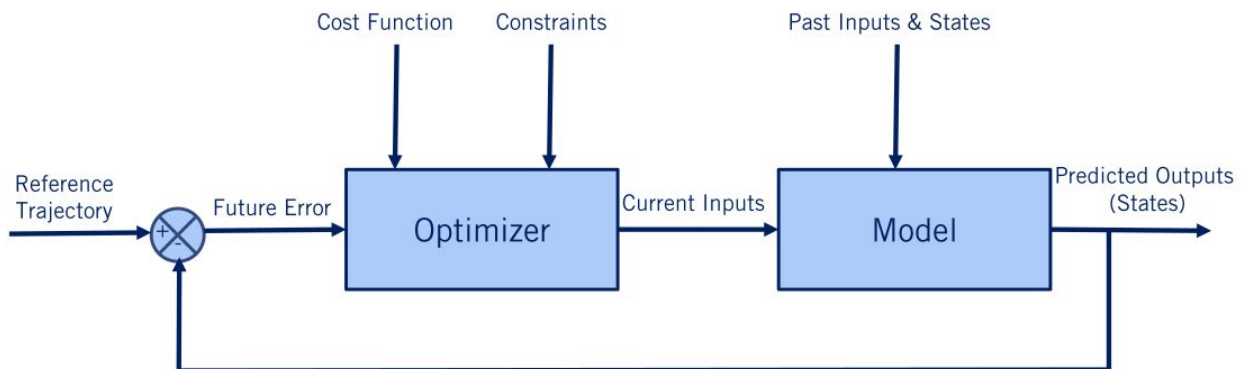 Cost Function
Constraints
Past Inputs & States
Reference
Trajectory
+
-
Future Error
Optimizer
Current Inputs
Model
Predicted Outputs
(States)